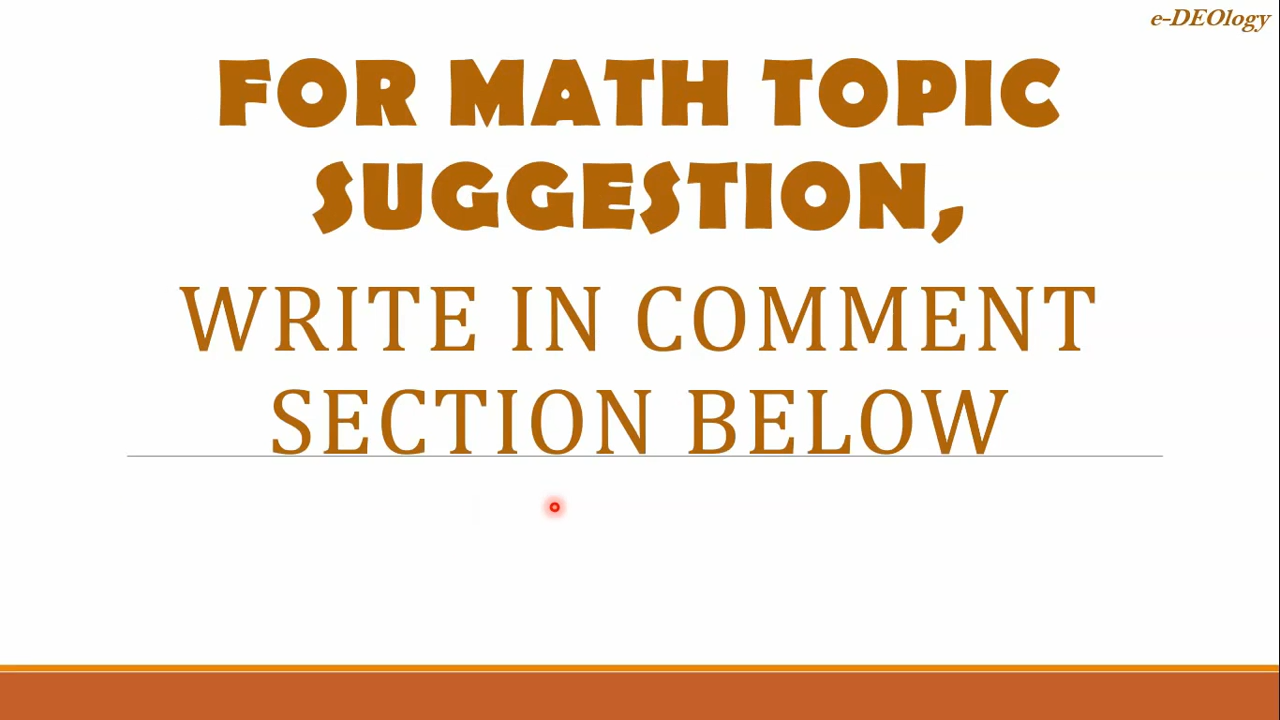 e-DEOlogy
FOR MATH TOPIC
SUGGESTION,
WRITE IN COMMENT
SECTION BELOW